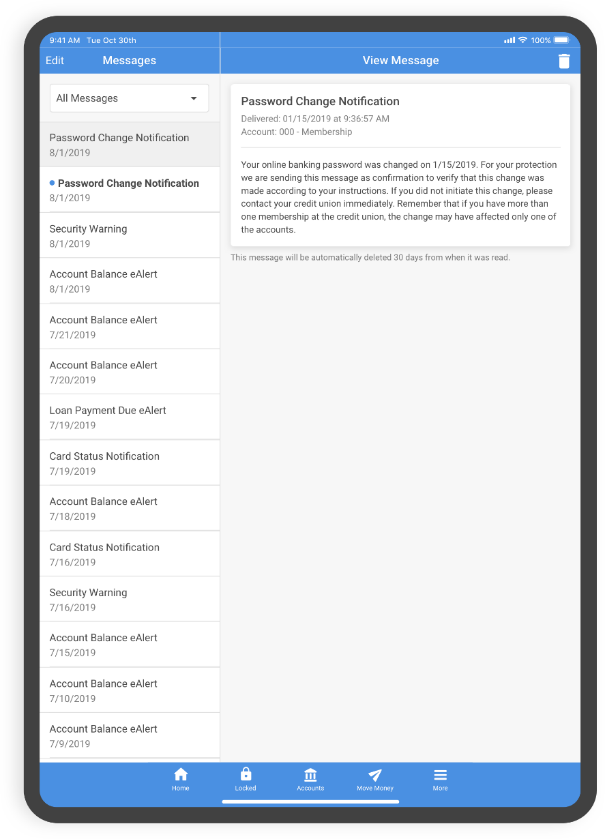 9:41 AM Tue Oct 30th
100%
Edit
Messages
View Message
All Messages
Password Change Notification
8/1/2019
Password Change Notification
8/1/2019
Security Warning
8/1/2019
Account Balance eAlert
8/1/2019
Account Balance eAlert
7/21/2019
Account Balance eAlert
7/20/2019
Loan Payment Due eAlert
7/19/2019
Card Status Notification
7/19/2019
Account Balance eAlert
7/18/2019
Card Status Notification
7/16/2019
Security Warning
7/16/2019
Account Balance eAlert
7/15/2019
Account Balance eAlert
7/10/2019
Account Balance eAlert
7/9/2019
Password Change Notification
Delivered: 01/15/2019 at 9:36:57 AM
Account: 000 - Membership
Your online banking password was changed on 1/15/2019. For your protection
we are sending this message as confirmation to verify that this change was
made according to your instructions. If you did not initiate this change, please
contact your credit union immediately. Remember that if you have more than
one membership at the credit union, the change may have affected only one of
the accounts.
This message will be automatically deleted 30 days from when it was read.
Home
Locked
Accounts
Move Money
More